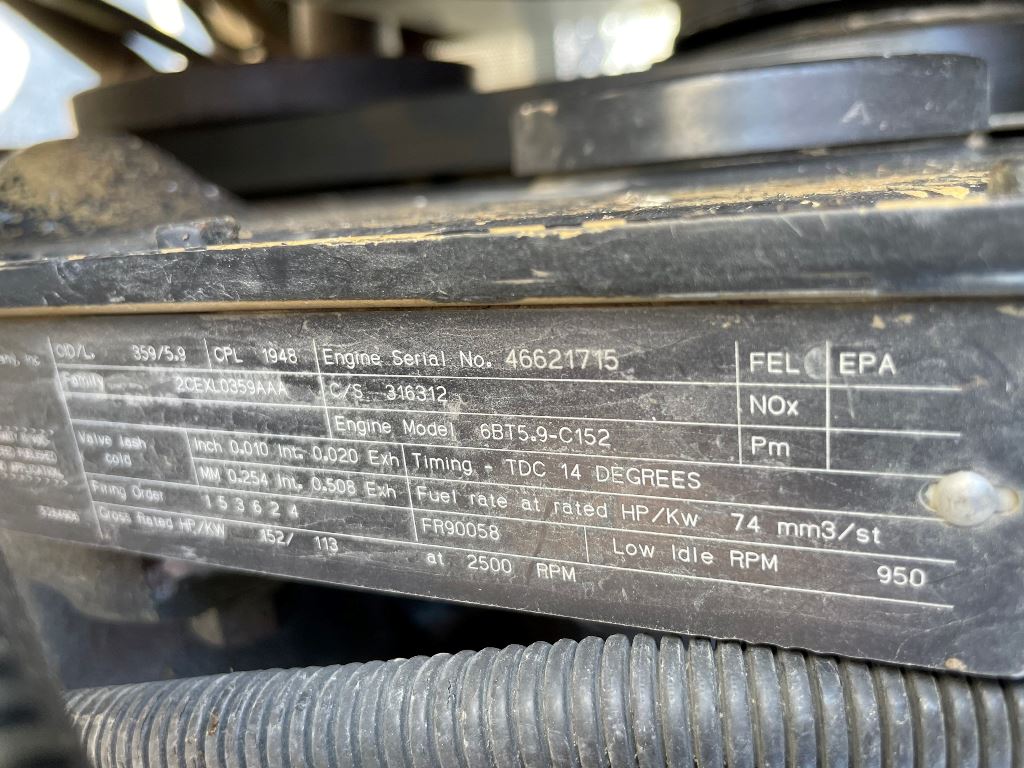 Inc. CID/L. 359/5.9 CPL 1948 Engine Serial No. 46621715 FEL EPA
Family 2CEXL0359AAA C/S 316312 NOx
Engine Model 6BT5.9-C152 Pm
Valve lash cold Inch 0.010 Int. 0.020 Exh Timing - TDC 14 DEGREES
MM 0.254 Int. 0.508 Exh Fuel rate at rated HP/Kw 74 mm3/st
Firing Order 1 5 3 6 2 4 FR90058 Low Idle RPM 950
Gross Rated HP/KW 152/ 113 at 2500 RPM